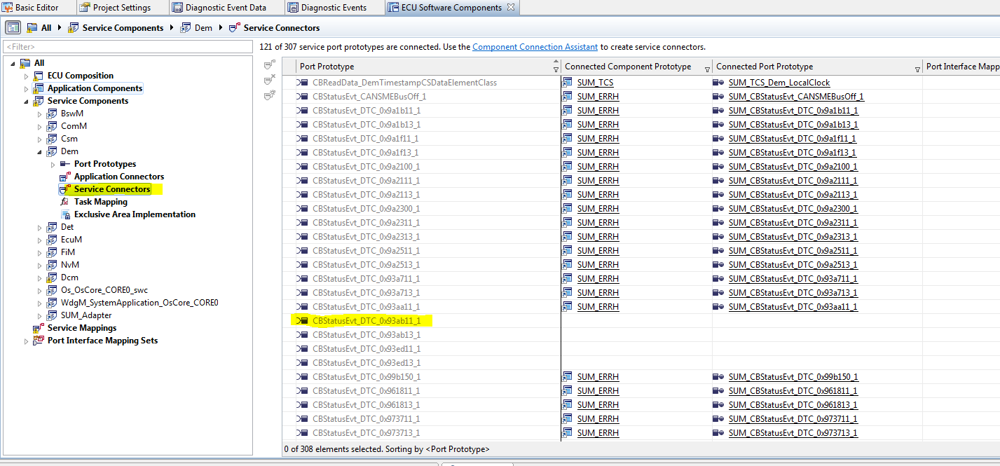 Basic Editor Project Settings Diagnostic Event Data Diagnostic Events ECU Software Components
All Service Components Dem Service Connectors
<Filter>
121 of 307 service port prototypes are connected. Use the Component Connection Assistant to create service connectors.
All
ECU Composition
Application Components
Service Components
BswM
ComM
Csm
Dem
Port Prototypes
Application Connectors
Service Connectors
Task Mapping
Exclusive Area Implementation
Det
EcuM
FiM
NvM
Dcm
Os_OsCore_CORE0_swc
WdgM_SystemApplication_OsCore_CORE0
SUM_Adapter
Service Mappings
Port Interface Mapping Sets
Port Prototype Connected Component Prototype Connected Port Prototype Port Interface Mapp
CBReadData_DemTimestampCSDataElementClass SUM_TCS SUM_TCS_Dem_LocalClock
CBStatusEvt_CANSMEBusOff_1 SUM_ERRH SUM_CBStatusEvt_CANSMEBusOff_1
CBStatusEvt_DTC_0x9a1b11_1 SUM_ERRH SUM_CBStatusEvt_DTC_0x9a1b11_1
CBStatusEvt_DTC_0x9a1b13_1 SUM_ERRH SUM_CBStatusEvt_DTC_0x9a1b13_1
CBStatusEvt_DTC_0x9a1f11_1 SUM_ERRH SUM_CBStatusEvt_DTC_0x9a1f11_1
CBStatusEvt_DTC_0x9a1f13_1 SUM_ERRH SUM_CBStatusEvt_DTC_0x9a1f13_1
CBStatusEvt_DTC_0x9a2100_1 SUM_ERRH SUM_CBStatusEvt_DTC_0x9a2100_1
CBStatusEvt_DTC_0x9a2111_1 SUM_ERRH SUM_CBStatusEvt_DTC_0x9a2111_1
CBStatusEvt_DTC_0x9a2113_1 SUM_ERRH SUM_CBStatusEvt_DTC_0x9a2113_1
CBStatusEvt_DTC_0x9a2300_1 SUM_ERRH SUM_CBStatusEvt_DTC_0x9a2300_1
CBStatusEvt_DTC_0x9a2311_1 SUM_ERRH SUM_CBStatusEvt_DTC_0x9a2311_1
CBStatusEvt_DTC_0x9a2313_1 SUM_ERRH SUM_CBStatusEvt_DTC_0x9a2313_1
CBStatusEvt_DTC_0x9a2511_1 SUM_ERRH SUM_CBStatusEvt_DTC_0x9a2511_1
CBStatusEvt_DTC_0x9a2513_1 SUM_ERRH SUM_CBStatusEvt_DTC_0x9a2513_1
CBStatusEvt_DTC_0x93a711_1 SUM_ERRH SUM_CBStatusEvt_DTC_0x93a711_1
CBStatusEvt_DTC_0x93a713_1 SUM_ERRH SUM_CBStatusEvt_DTC_0x93a713_1
CBStatusEvt_DTC_0x93aa11_1 SUM_ERRH SUM_CBStatusEvt_DTC_0x93aa11_1
CBStatusEvt_DTC_0x93ab11_1
CBStatusEvt_DTC_0x93ab13_1
CBStatusEvt_DTC_0x93ed11_1
CBStatusEvt_DTC_0x93ed13_1
CBStatusEvt_DTC_0x99b150_1 SUM_ERRH SUM_CBStatusEvt_DTC_0x99b150_1
CBStatusEvt_DTC_0x961811_1 SUM_ERRH SUM_CBStatusEvt_DTC_0x961811_1
CBStatusEvt_DTC_0x961813_1 SUM_ERRH SUM_CBStatusEvt_DTC_0x961813_1
CBStatusEvt_DTC_0x973711_1 SUM_ERRH SUM_CBStatusEvt_DTC_0x973711_1
CBStatusEvt_DTC_0x973713_1 SUM_ERRH SUM_CBStatusEvt_DTC_0x973713_1
0 of 308 elements selected. Sorting by <Port Prototype>